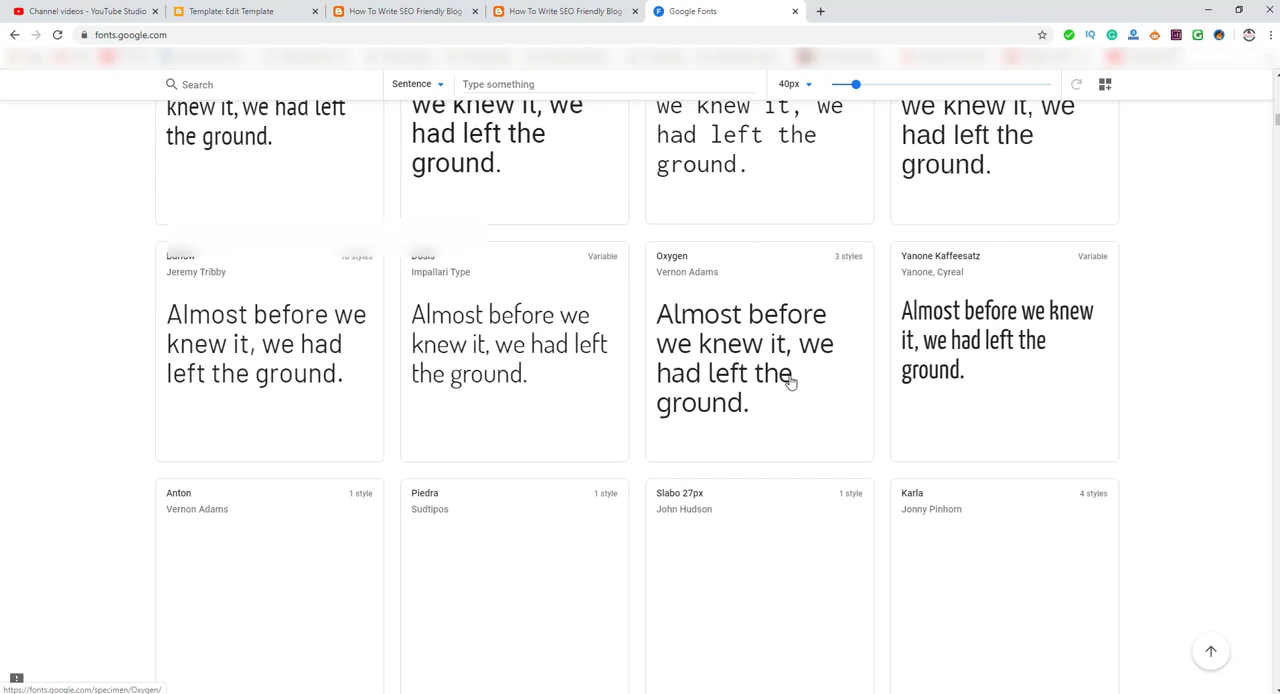 Channel videos - YouTube Studio
Template: Edit Template
How To Write SEO Friendly Blog
How To Write SEO Friendly Blog
Google Fonts
fonts.google.com
Search
Sentence
Type something
40px
knew it, we had left
the ground.
we knew it, we
had left the
ground.
we knew it, we
had left the
ground.
we knew it, we
had left the
ground.
Barlow
Jeremy Tribby
Almost before we
knew it, we had
left the ground.
Dosis
Variable
Impallari Type
Almost before we
knew it, we had left
the ground.
Oxygen
3 styles
Vernon Adams
Almost before
we knew it, we
had left the
ground.
Yanone Kaffeesatz
Variable
Yanone, Cyreal
Almost before we knew
it, we had left the
ground.
Anton
1 style
Vernon Adams
Piedra
1 style
Sudtipos
Slabo 27px
1 style
John Hudson
Karla
4 styles
Jonny Pinhorn
https://fonts.google.com/specimen/Oxygen/